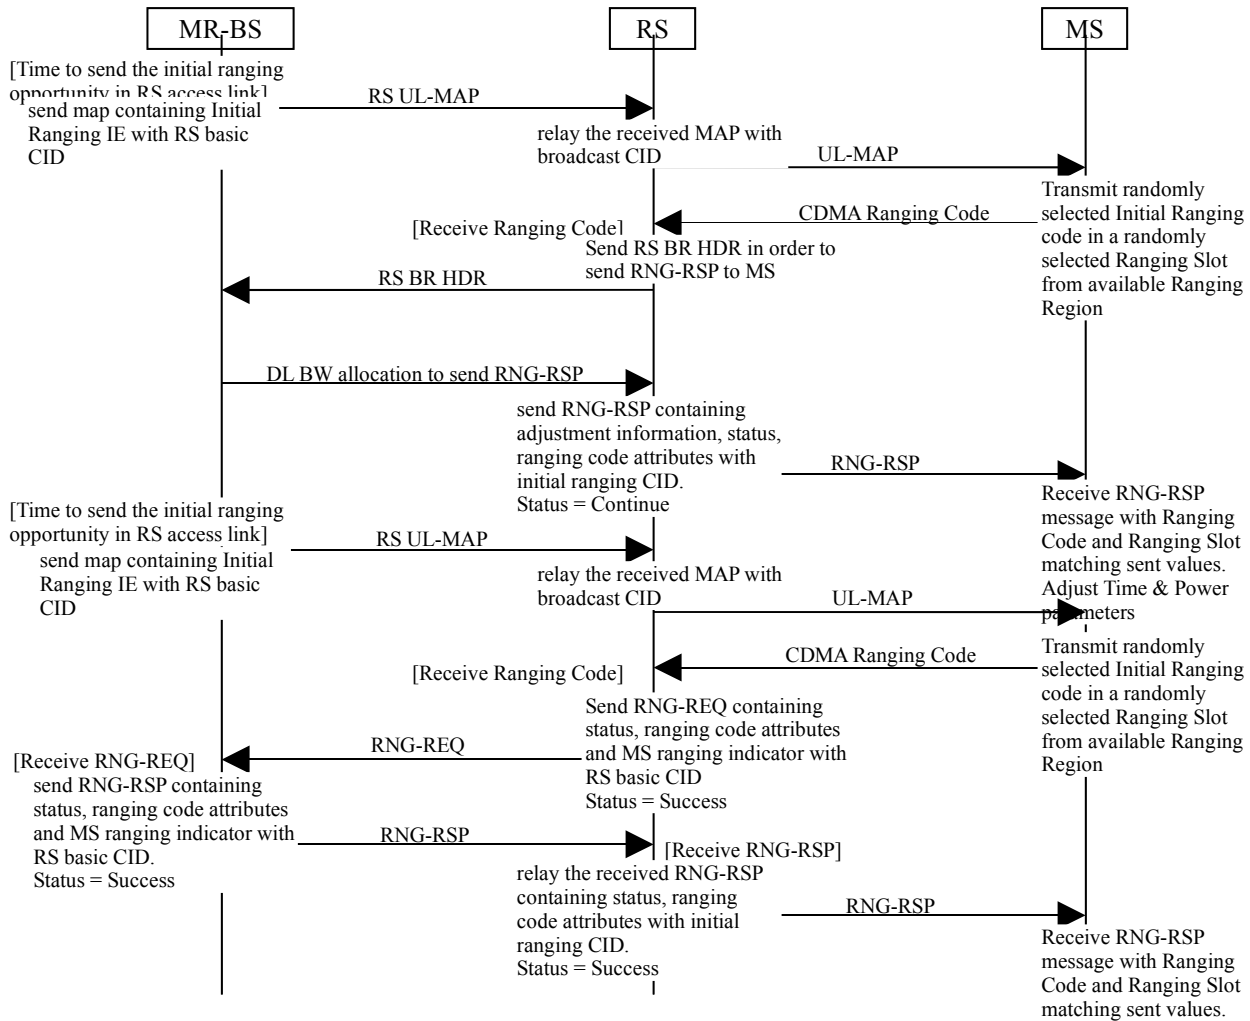 MR-BS
RS
MS
[Time to send the initial ranging
opportunity in RS access link]
send map containing Initial
Ranging IE with RS basic
CID
RS UL-MAP
relay the received MAP with
broadcast CID
UL-MAP
Transmit randomly
selected Initial Ranging
code in a randomly
selected Ranging Slot
from available Ranging
Region
CDMA Ranging Code
[Receive Ranging Code]
Send RS BR HDR in order to
send RNG-RSP to MS
RS BR HDR
DL BW allocation to send RNG-RSP
send RNG-RSP containing
adjustment information, status,
ranging code attributes with
initial ranging CID.
Status = Continue
RNG-RSP
Receive RNG-RSP
message with Ranging
Code and Ranging Slot
matching sent values.
Adjust Time & Power
parameters
[Time to send the initial ranging
opportunity in RS access link]
send map containing Initial
Ranging IE with RS basic
CID
RS UL-MAP
relay the received MAP with
broadcast CID
UL-MAP
Transmit randomly
selected Initial Ranging
code in a randomly
selected Ranging Slot
from available Ranging
Region
CDMA Ranging Code
[Receive Ranging Code]
Send RNG-REQ containing
status, ranging code attributes
and MS ranging indicator with
RS basic CID
Status = Success
RNG-REQ
[Receive RNG-REQ]
send RNG-RSP containing
status, ranging code attributes
and MS ranging indicator with
RS basic CID.
Status = Success
RNG-RSP
[Receive RNG-RSP]
relay the received RNG-RSP
containing status, ranging
code attributes with initial
ranging CID.
Status = Success
RNG-RSP
Receive RNG-RSP
message with Ranging
Code and Ranging Slot
matching sent values.